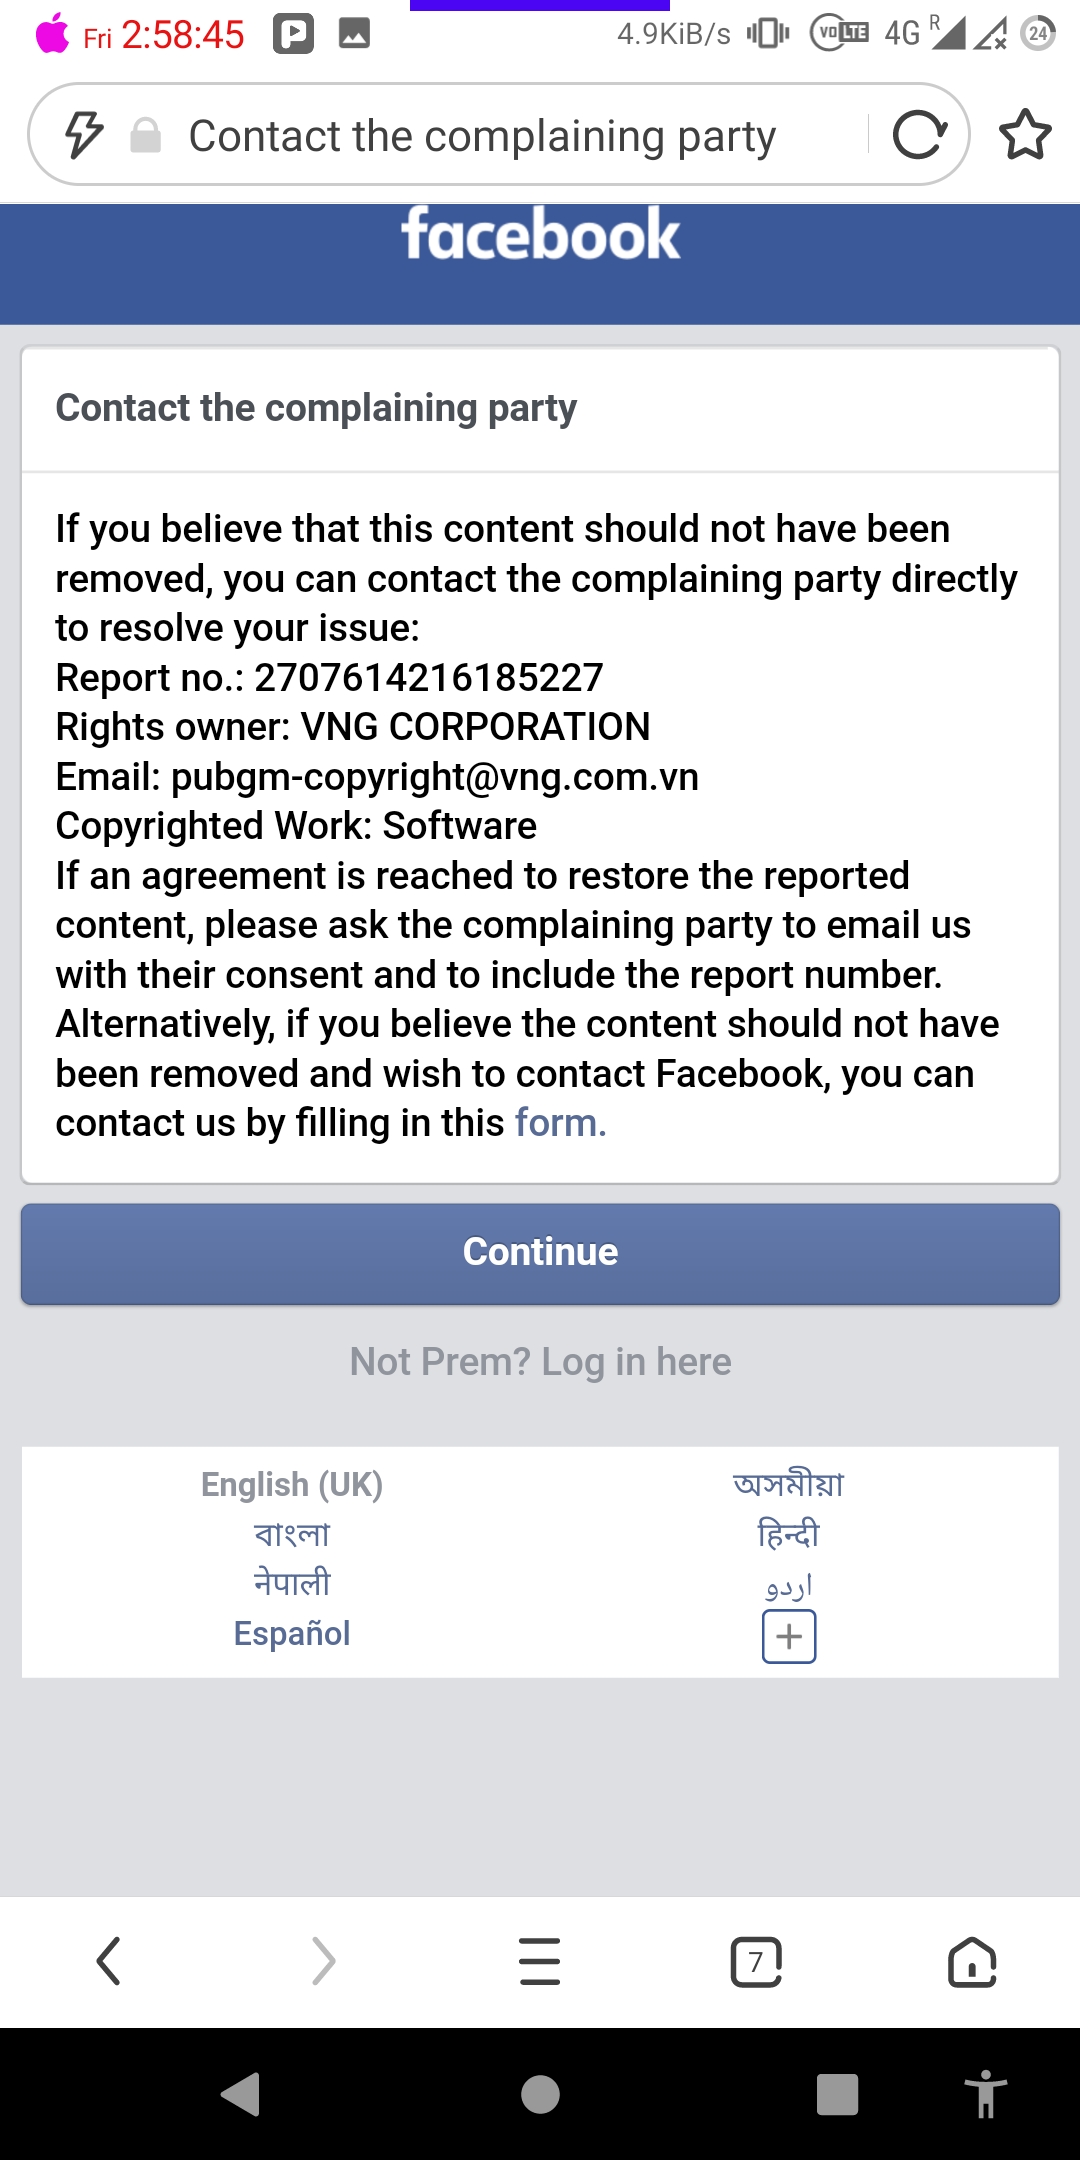 Fri 2:58:45 P 4.9KiB/s VO LTE 4G R 24
Contact the complaining party
facebook
Contact the complaining party
If you believe that this content should not have been
removed, you can contact the complaining party directly
to resolve your issue:
Report no.: 2707614216185227
Rights owner: VNG CORPORATION
Email: pubgm-copyright@vng.com.vn
Copyrighted Work: Software
If an agreement is reached to restore the reported
content, please ask the complaining party to email us
with their consent and to include the report number.
Alternatively, if you believe the content should not have
been removed and wish to contact Facebook, you can
contact us by filling in this form.
Continue
Not Prem? Log in here
English (UK) অসমীয়া
বাংলা हिन्दी
नेपाली اردو
Español
7